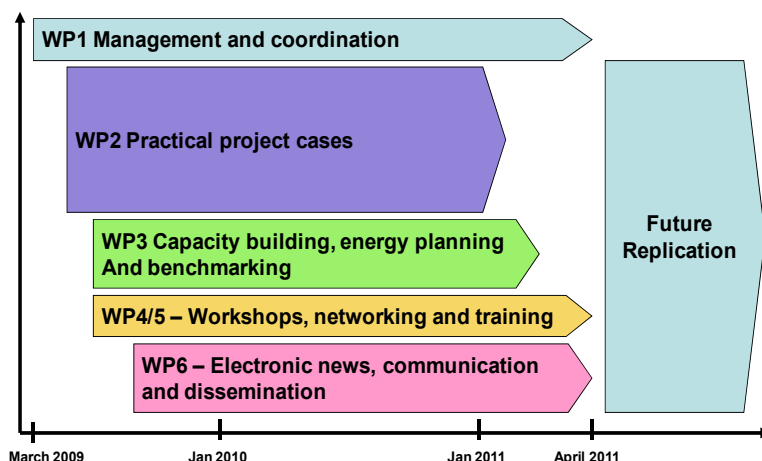 WP1 Management and coordination
WP2 Practical project cases
WP3 Capacity building, energy planning
And benchmarking
WP4/5 – Workshops, networking and training
WP6 – Electronic news, communication
and dissemination
Future
Replication
March 2009
Jan 2010
Jan 2011
April 2011